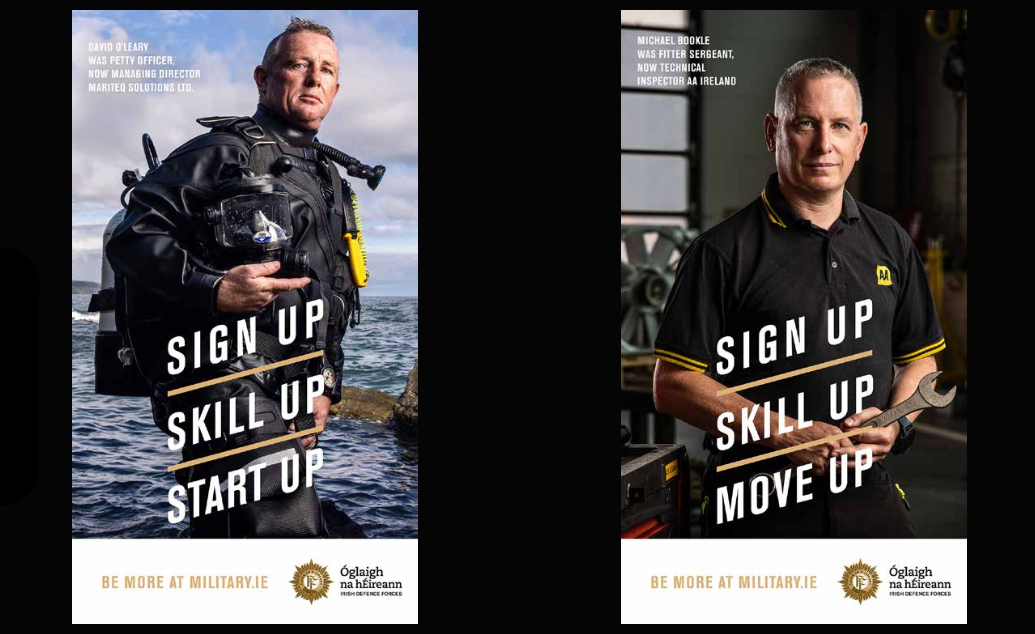 DAVID O'LEARY
WAS PETTY OFFICER,
NOW MANAGING DIRECTOR
MARITEQ SOLUTIONS LTD.
SIGN UP
SKILL UP
START UP
BE MORE AT MILITARY.IE
Óglaigh
na hÉireann
IRISH DEFENCE FORCES
MICHAEL BOOKLE
WAS FITTER SERGEANT,
NOW TECHNICAL
INSPECTOR AA IRELAND
AA
SIGN UP
SKILL UP
MOVE UP
BE MORE AT MILITARY.IE
Óglaigh
na hÉireann
IRISH DEFENCE FORCES